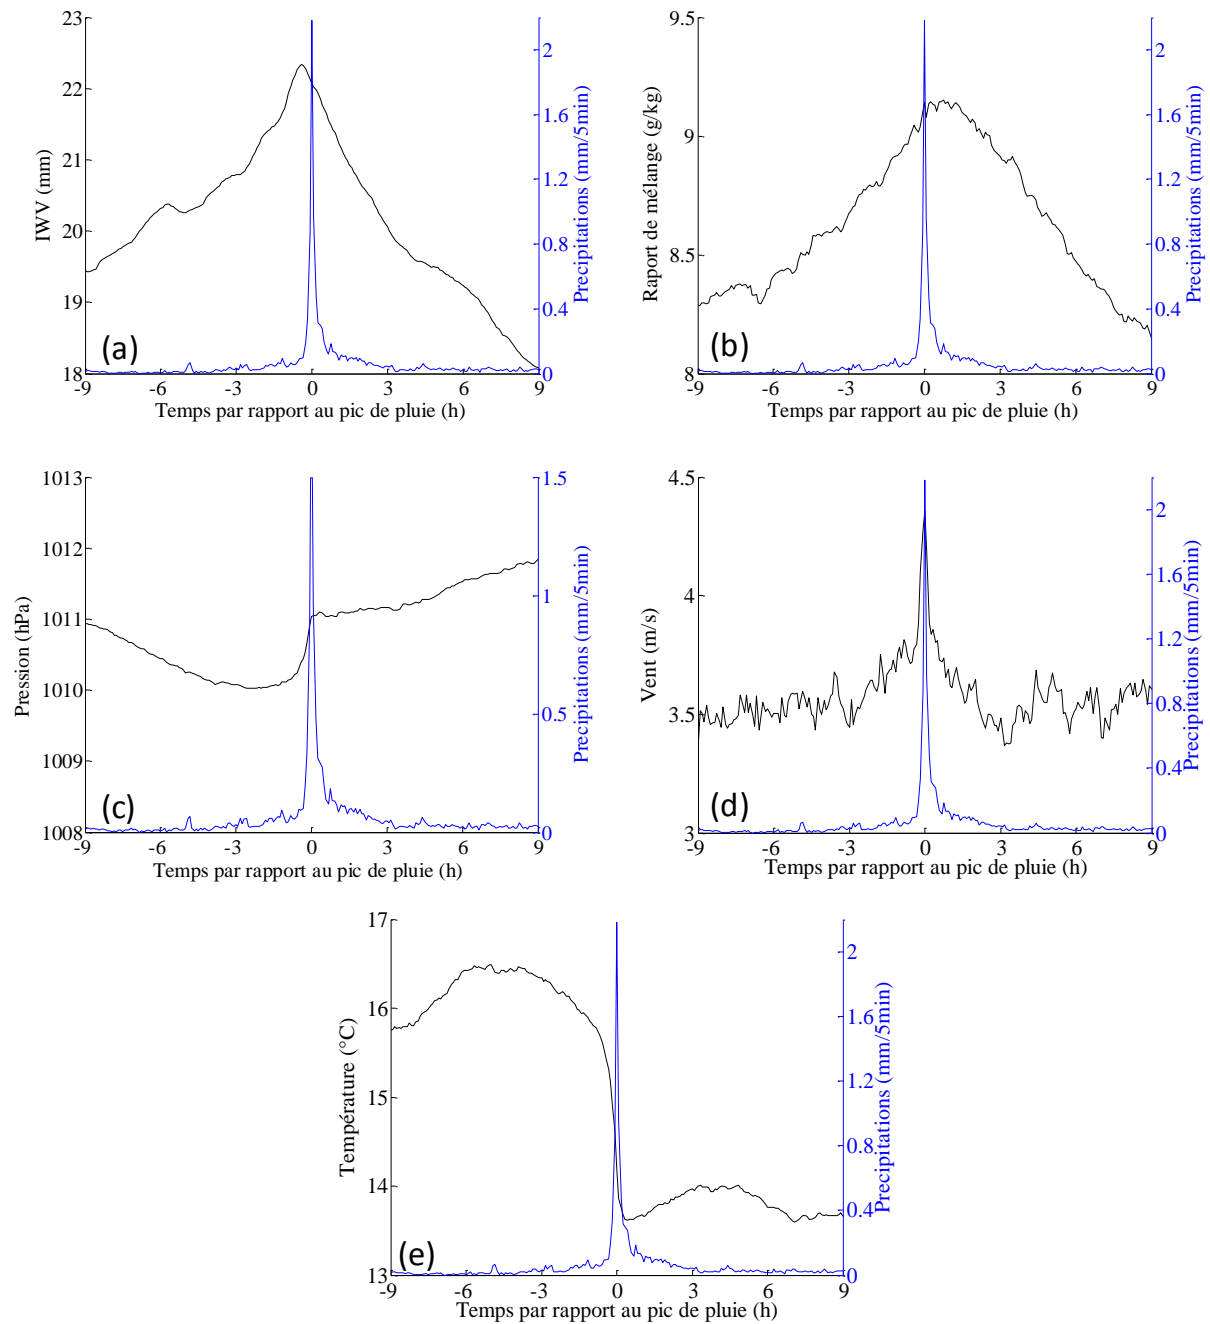 23
22
21
20
19
18
IWV (mm)
2
1.6
1.2
0.8
0.4
0
Precipitations (mm/5min)
(a)
-9 -6 -3 0 3 6 9
Temps par rapport au pic de pluie (h)
9.5
9
8.5
8
Raport de mélange (g/kg)
2
1.6
1.2
0.8
0.4
0
Precipitations (mm/5min)
(b)
-9 -6 -3 0 3 6 9
Temps par rapport au pic de pluie (h)
1013
1012
1011
1010
1009
1008
Pression (hPa)
1.5
1
0.5
0
Precipitations (mm/5min)
(c)
-9 -6 -3 0 3 6 9
Temps par rapport au pic de pluie (h)
4.5
4
3.5
3
Vent (m/s)
2
1.6
1.2
0.8
0.4
0
Precipitations (mm/5min)
(d)
-9 -6 -3 0 3 6 9
Temps par rapport au pic de pluie (h)
17
16
15
14
13
Température (°C)
2
1.6
1.2
0.8
0.4
0
Precipitations (mm/5min)
(e)
-9 -6 -3 0 3 6 9
Temps par rapport au pic de pluie (h)